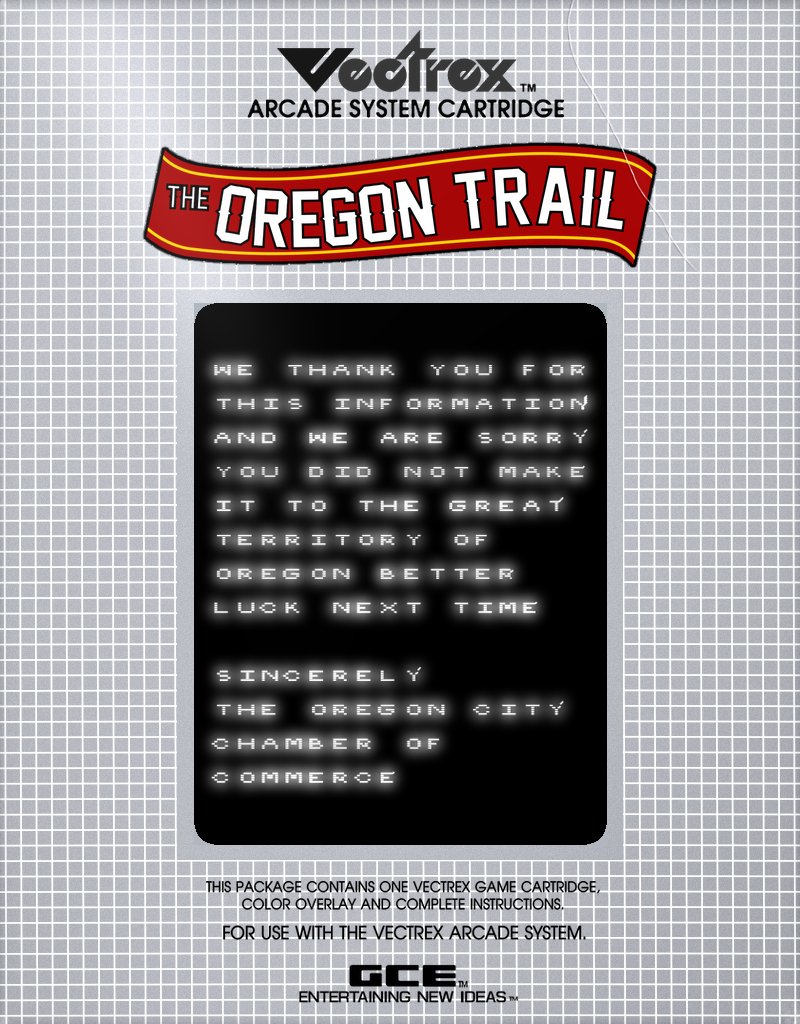 Vectrex™
ARCADE SYSTEM CARTRIDGE
THE OREGON TRAIL
WE THANK YOU FOR
THIS INFORMATION
AND WE ARE SORRY
YOU DID NOT MAKE
IT TO THE GREAT
TERRITORY OF
OREGON BETTER
LUCK NEXT TIME
SINCERELY
THE OREGON CITY
CHAMBER OF
COMMERCE
THIS PACKAGE CONTAINS ONE VECTREX GAME CARTRIDGE,
COLOR OVERLAY AND COMPLETE INSTRUCTIONS.
FOR USE WITH THE VECTREX ARCADE SYSTEM.
GCE™
ENTERTAINING NEW IDEAS™